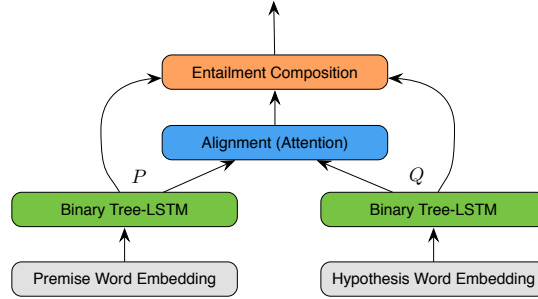 Entailment Composition
Alignment (Attention)
P
Q
Binary Tree-LSTM
Binary Tree-LSTM
Premise Word Embedding
Hypothesis Word Embedding